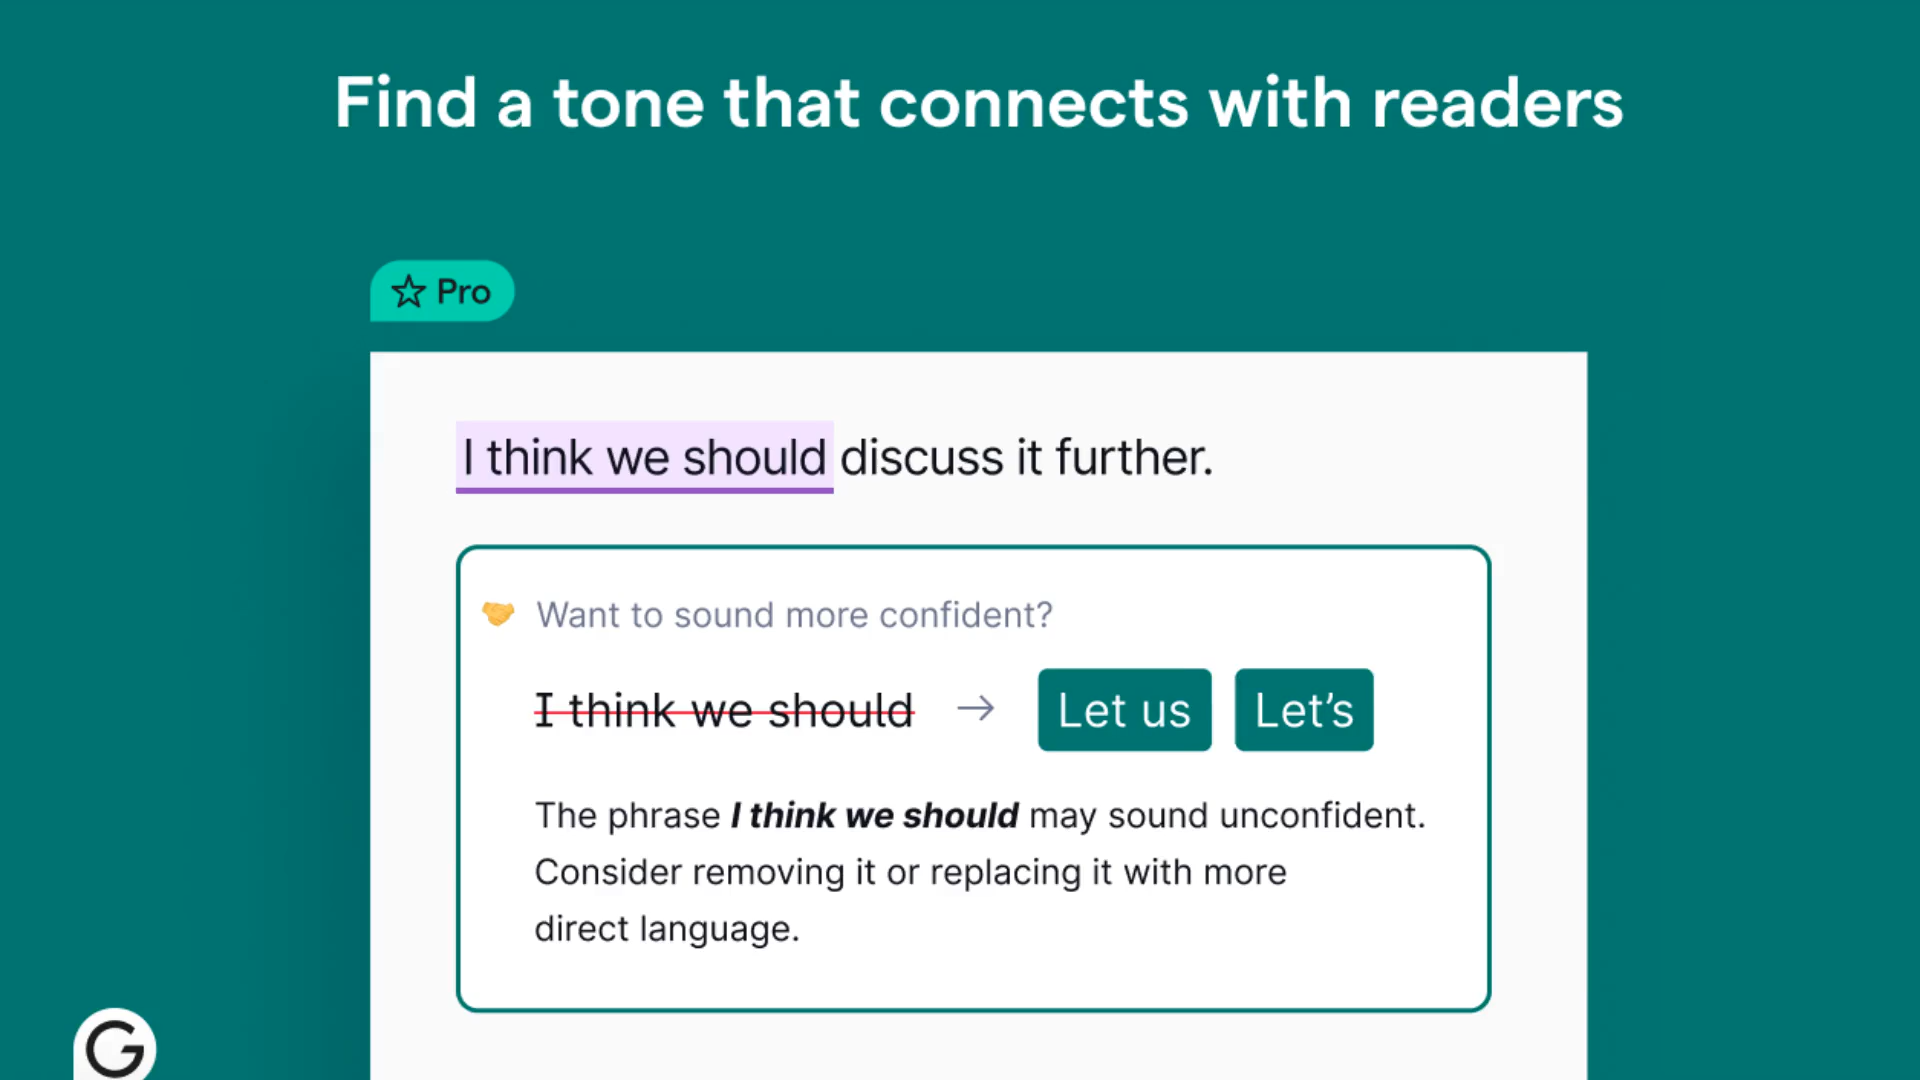 Find a tone that connects with readers
Pro
I think we should discuss it further.
Want to sound more confident?
I think we should → Let us Let’s
The phrase I think we should may sound unconfident.
Consider removing it or replacing it with more
direct language.
G